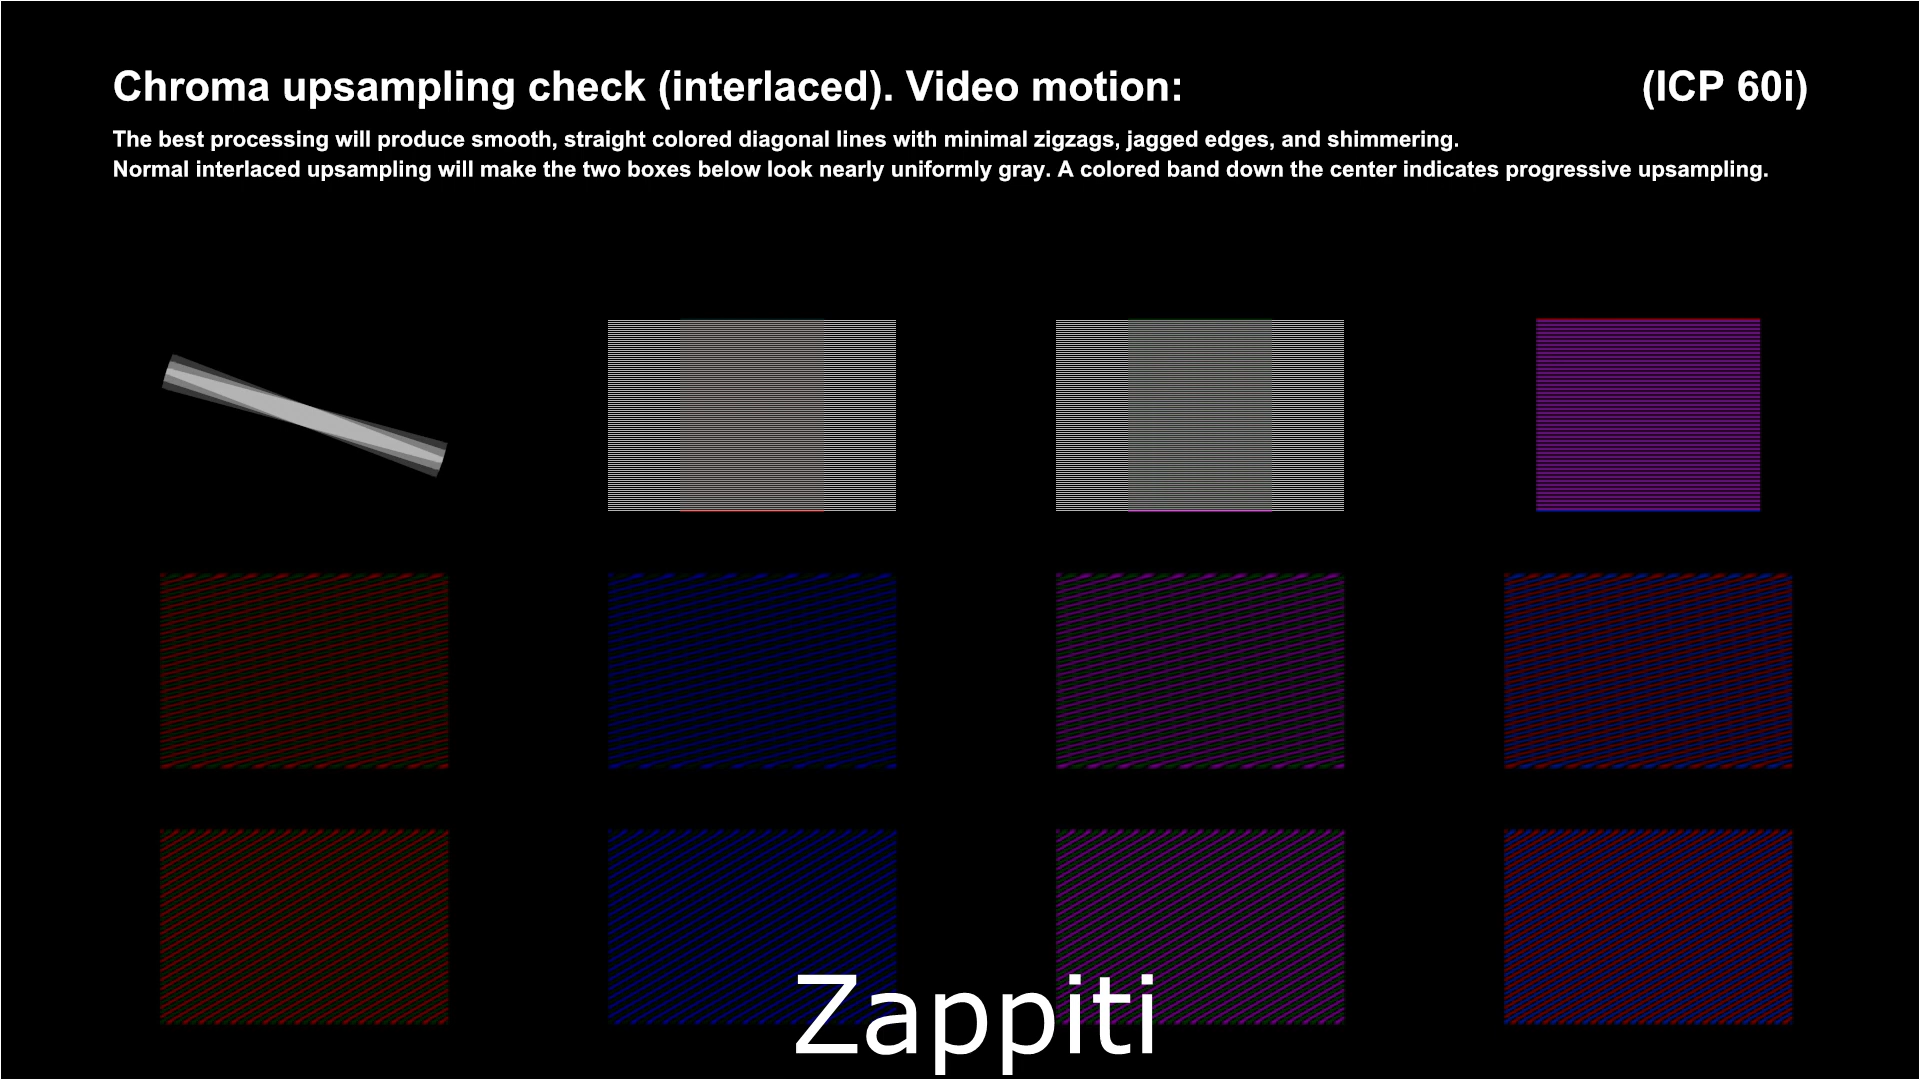 Chroma upsampling check (interlaced). Video motion: (ICP 60i)
The best processing will produce smooth, straight colored diagonal lines with minimal zigzags, jagged edges, and shimmering.
Normal interlaced upsampling will make the two boxes below look nearly uniformly gray. A colored band down the center indicates progressive upsampling.
Zappiti